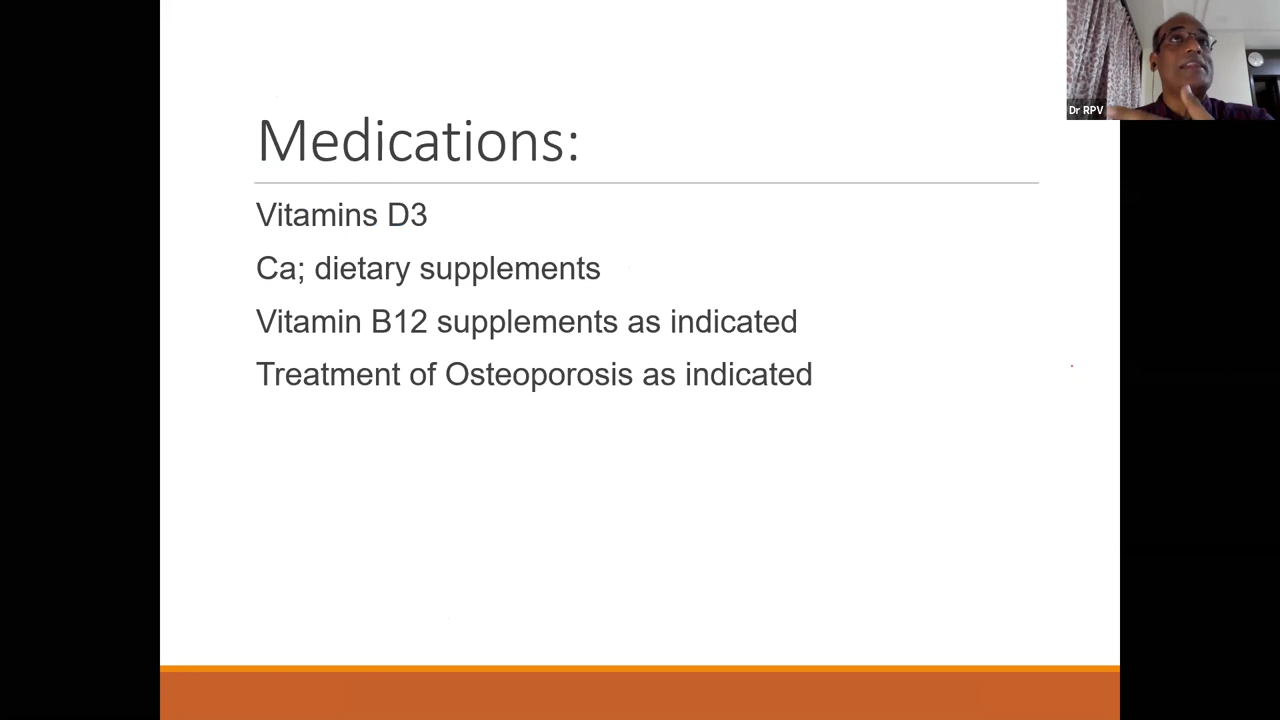 Dr RPV
Medications:
Vitamins D3
Ca; dietary supplements
Vitamin B12 supplements as indicated
Treatment of Osteoporosis as indicated